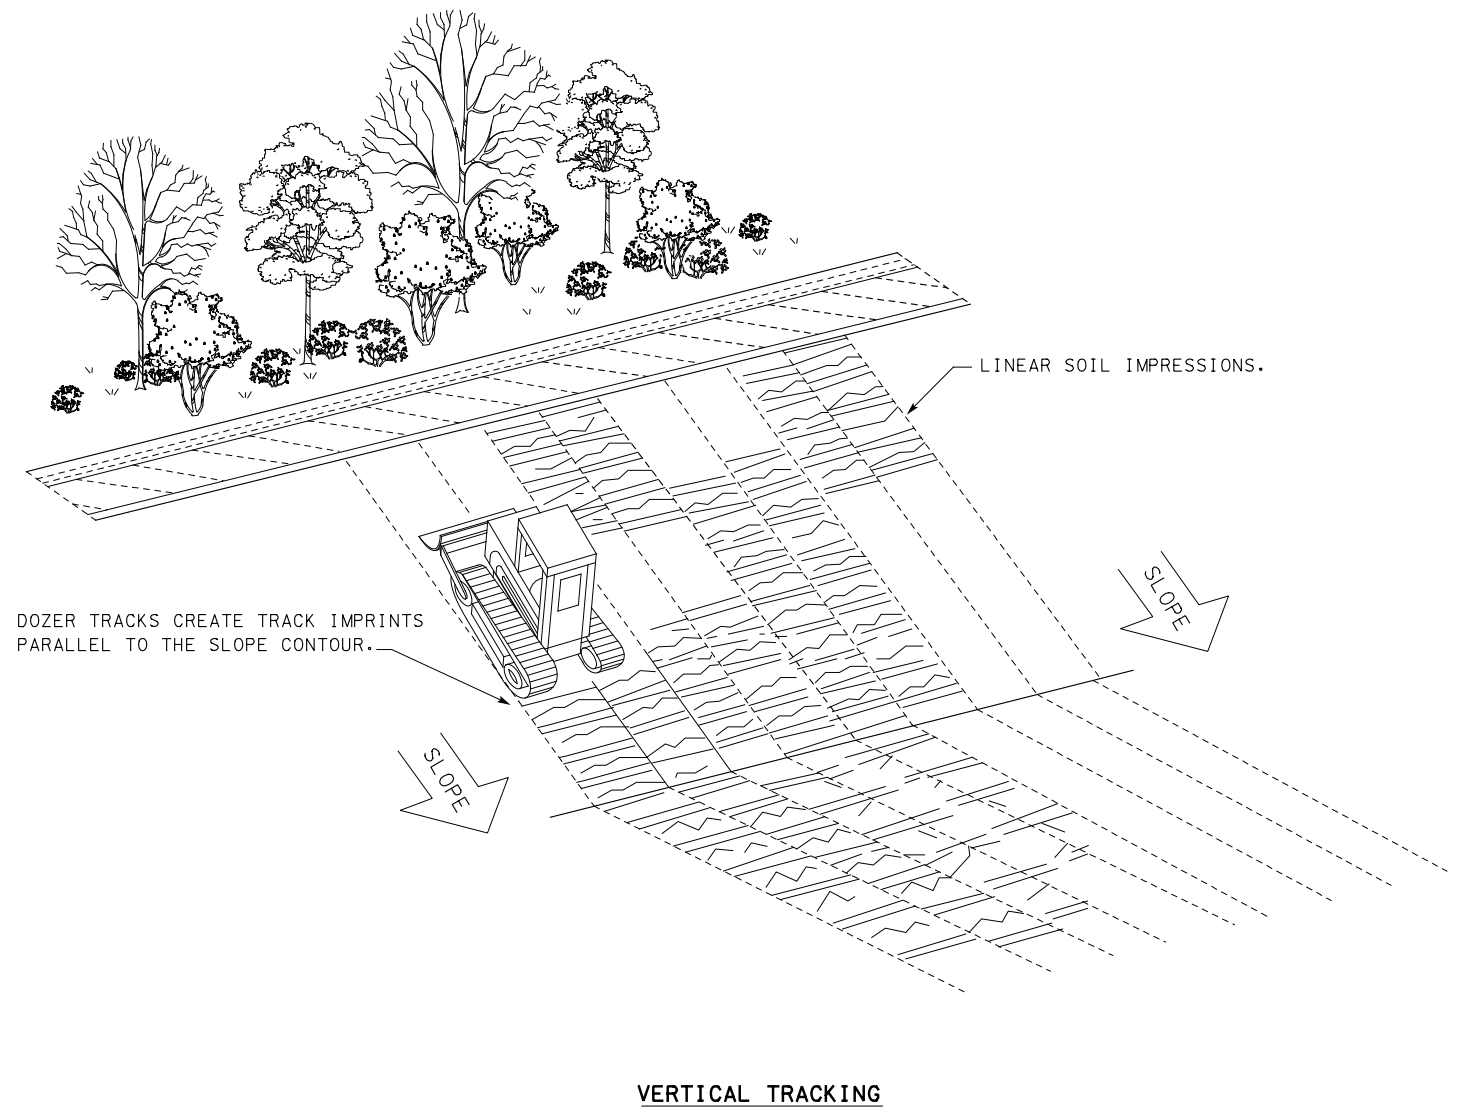 LINEAR SOIL IMPRESSIONS.
SLOPE
DOZER TRACKS CREATE TRACK IMPRINTS
PARALLEL TO THE SLOPE CONTOUR.
SLOPE
VERTICAL TRACKING